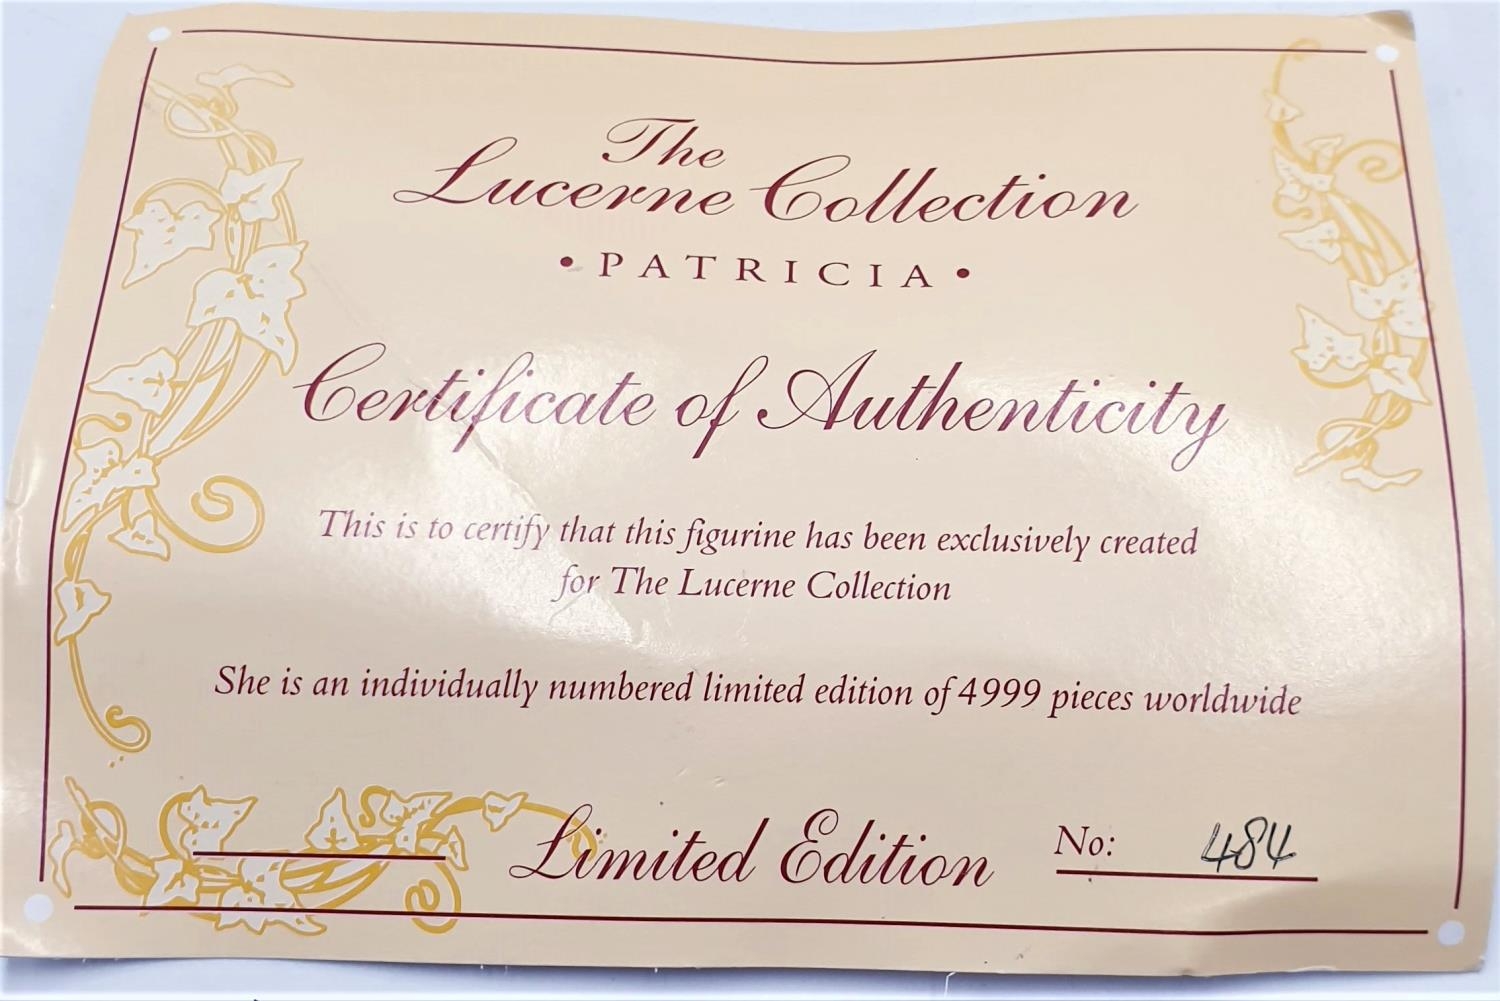 The
Lucerne Collection
• PATRICIA •
Certificate of Authenticity
This is to certify that this figurine has been exclusively created
for The Lucerne Collection
She is an individually numbered limited edition of 4999 pieces worldwide
Limited Edition No: 484